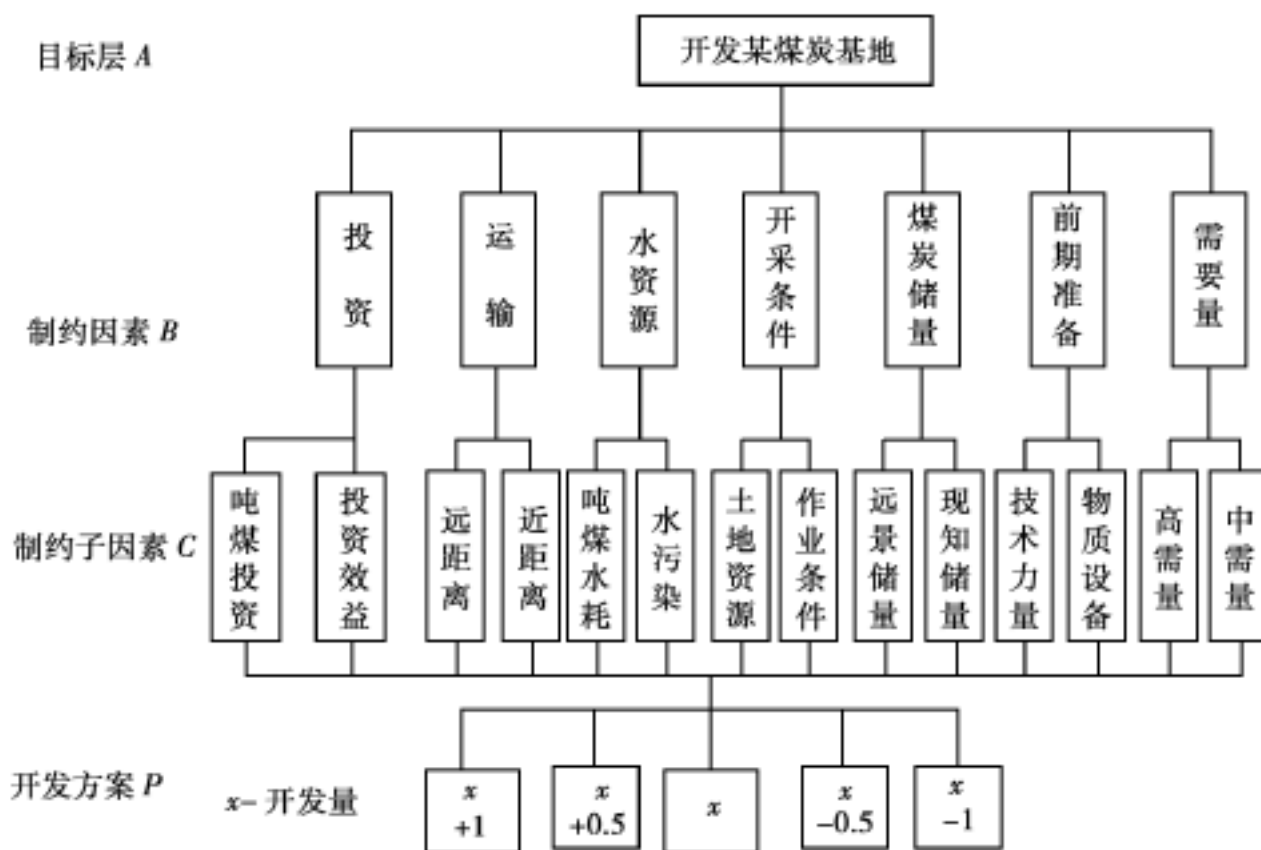 目标层 A
开发某煤炭基地
制约因素 B
投资
运输
水资源
开采条件
煤炭储量
前期准备
需要量
制约子因素 C
吨煤投资
投资效益
远距离
近距离
吨煤水耗
水污染
土地资源
作业条件
远景储量
现知储量
技术力量
物质设备
高需量
中需量
开发方案 P
x- 开发量
x
+1
x
+0.5
x
x
-0.5
x
-1